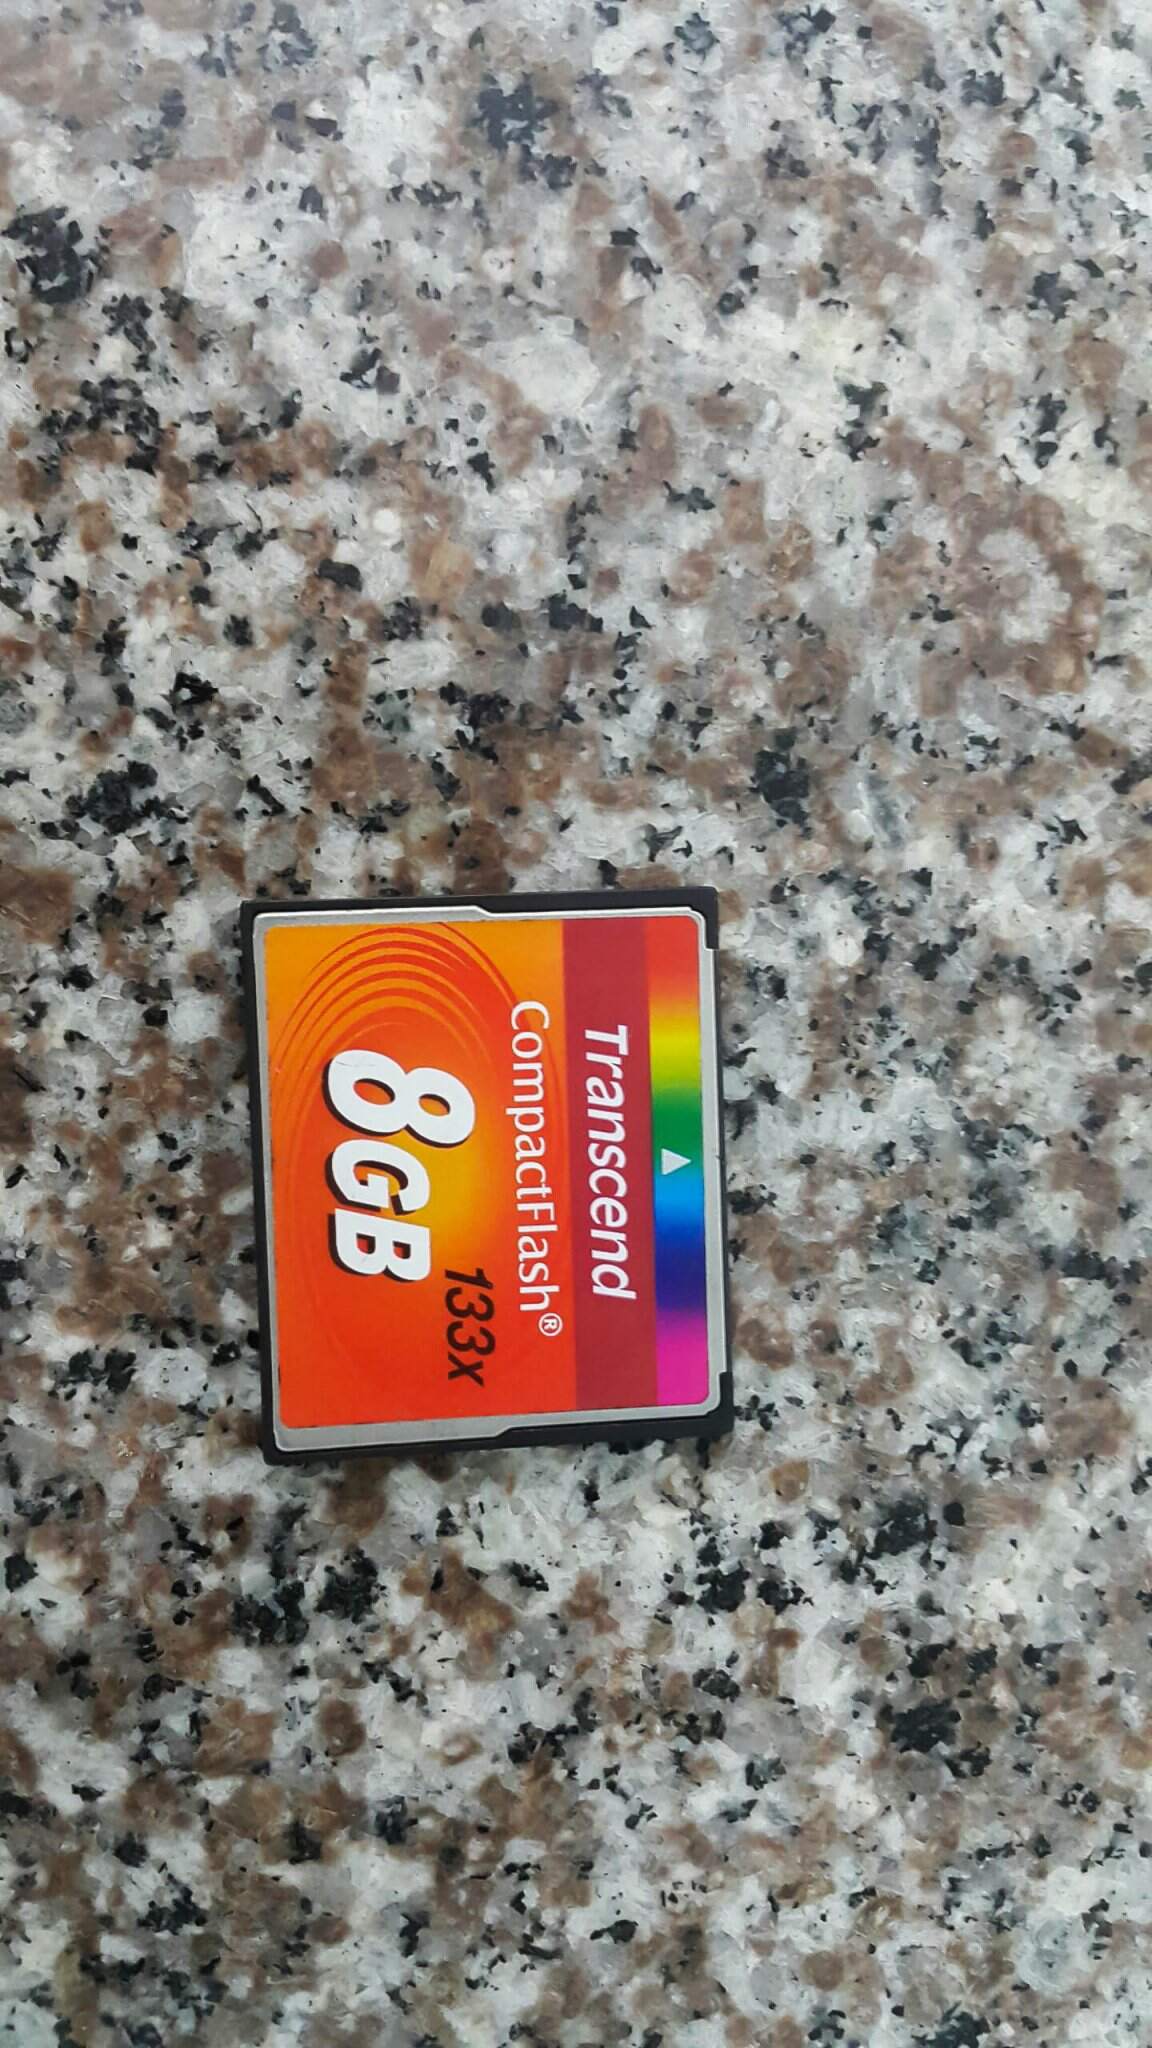 Transcend
CompactFlash®
133x
8GB